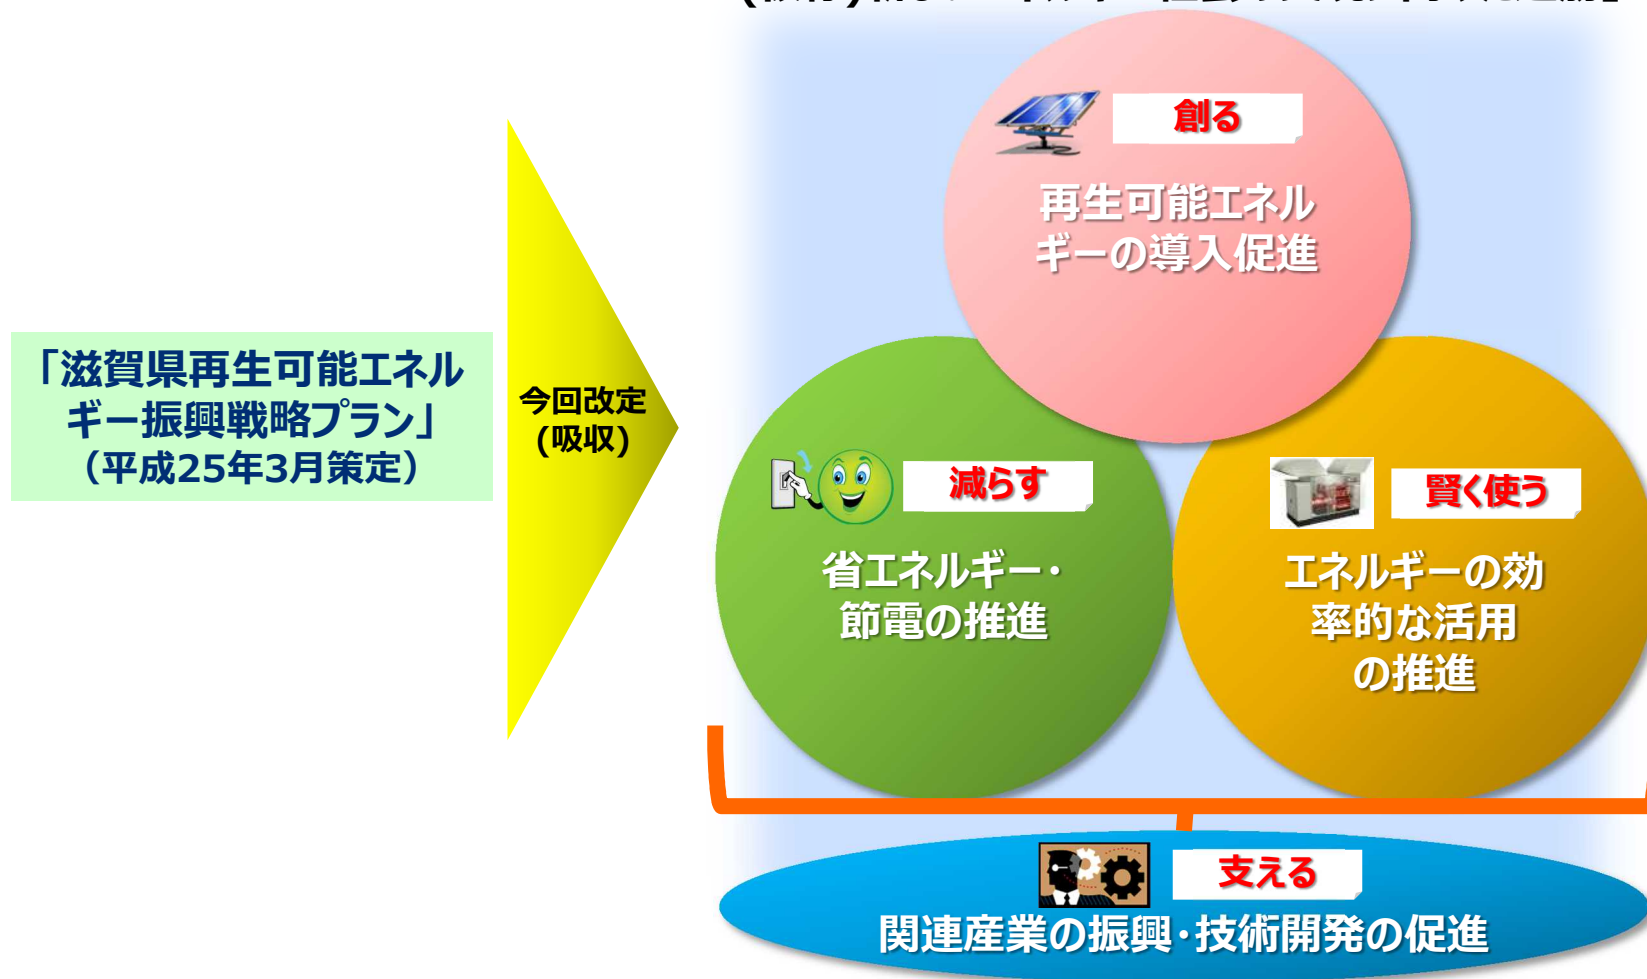 創る
再生可能エネル
ギーの導入促進
「滋賀県再生可能エネル
ギー振興戦略プラン」
（平成25年3月策定）
今回改定
(吸収)
減らす
省エネルギー・
節電の推進
賢く使う
エネルギーの効
率的な活用
の推進
支える
関連産業の振興・技術開発の促進